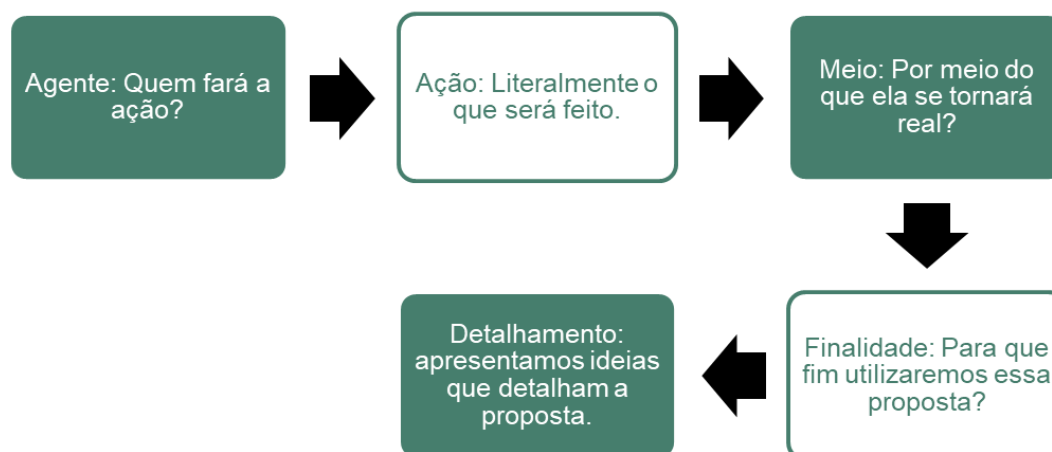 Agente: Quem fará a
ação?
Ação: Literalmente o
que será feito.
Meio: Por meio do
que ela se tornará
real?
Finalidade: Para que
fim utilizaremos essa
proposta?
Detalhamento:
apresentamos ideias
que detalham a
proposta.